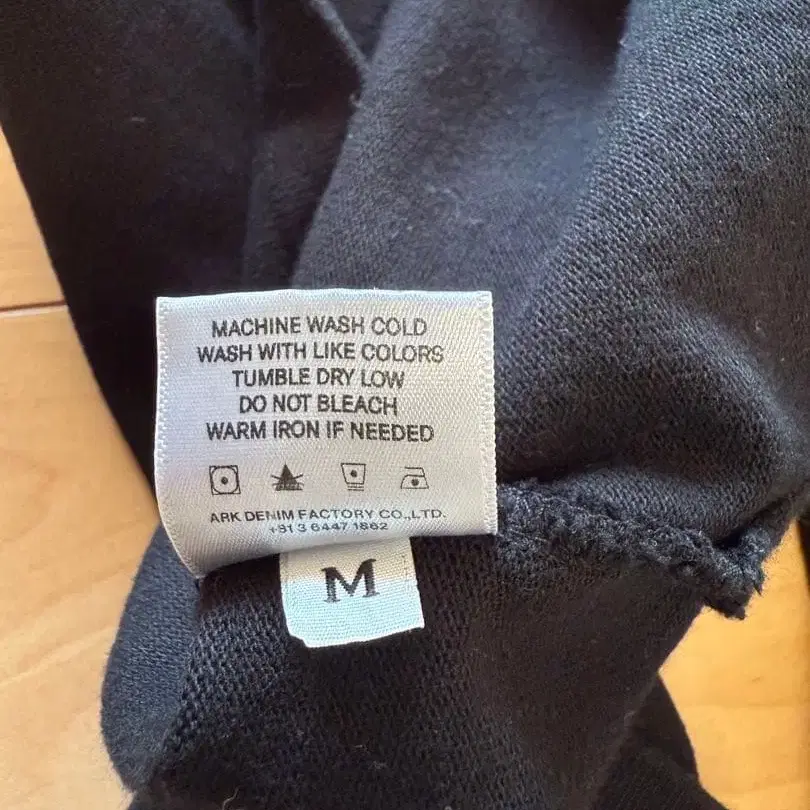 MACHINE WASH COLD
WASH WITH LIKE COLORS
TUMBLE DRY LOW
DO NOT BLEACH
WARM IRON IF NEEDED
ARK DENIM FACTORY CO.,LTD.
+81 3 6447 1862
M